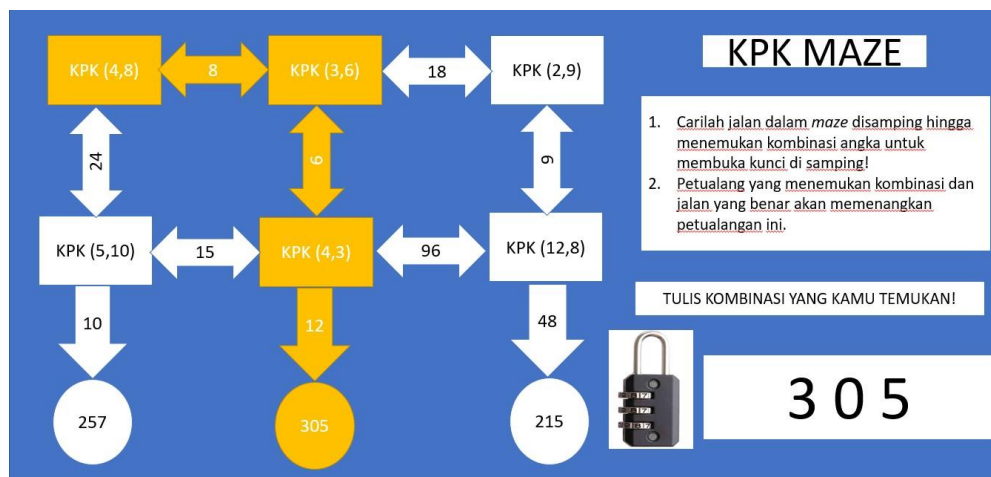 KPK (4,8)
8
KPK (3,6)
18
KPK (2,9)
24
6
9
KPK (5,10)
15
KPK (4,3)
96
KPK (12,8)
10
12
48
257
305
215
KPK MAZE
1. Carilah jalan dalam maze disamping hingga
menemukan kombinasi angka untuk
membuka kunci di samping!
2. Petualang yang menemukan kombinasi dan
jalan yang benar akan memenangkan
petualangan ini.
TULIS KOMBINASI YANG KAMU TEMUKAN!
3 0 5